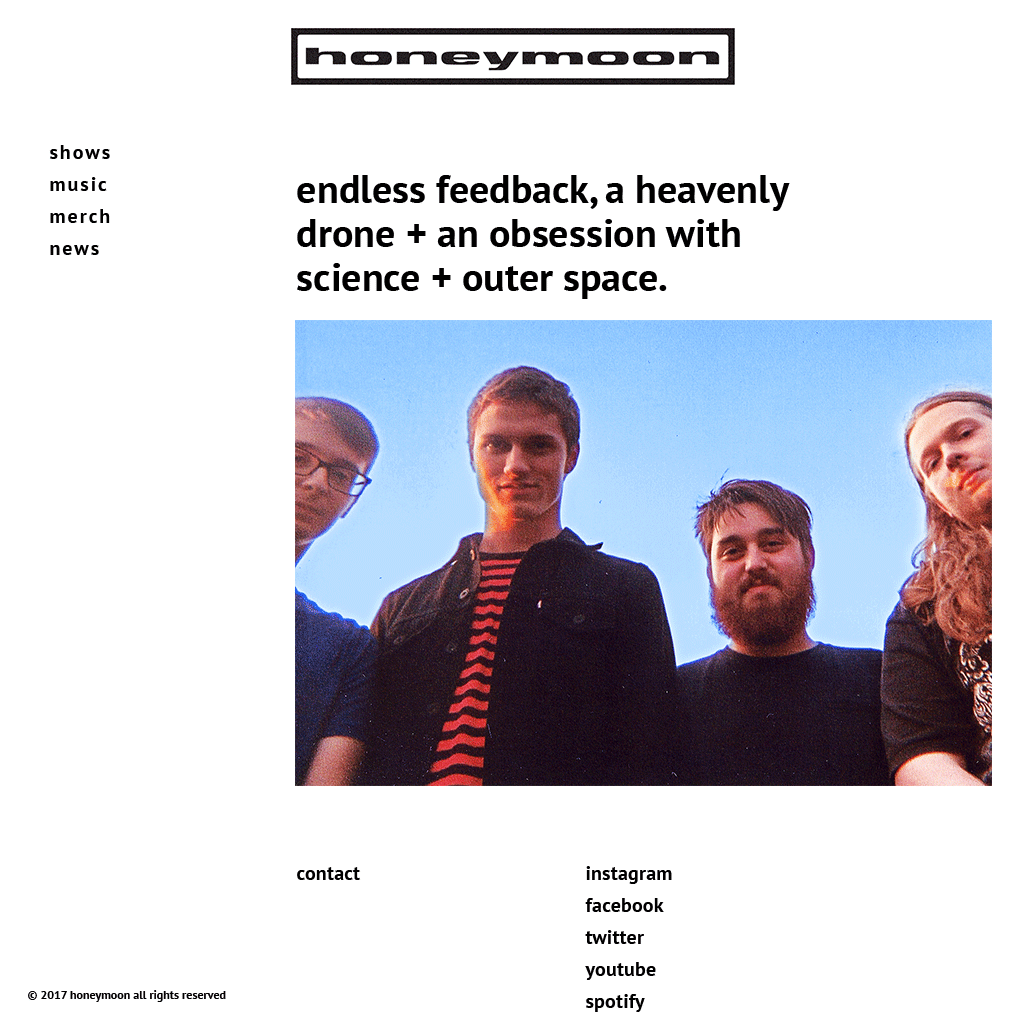 honeymoon
shows
music
merch
news
endless feedback, a heavenly
drone + an obsession with
science + outer space.
contact
instagram
facebook
twitter
youtube
spotify
© 2017 honeymoon all rights reserved